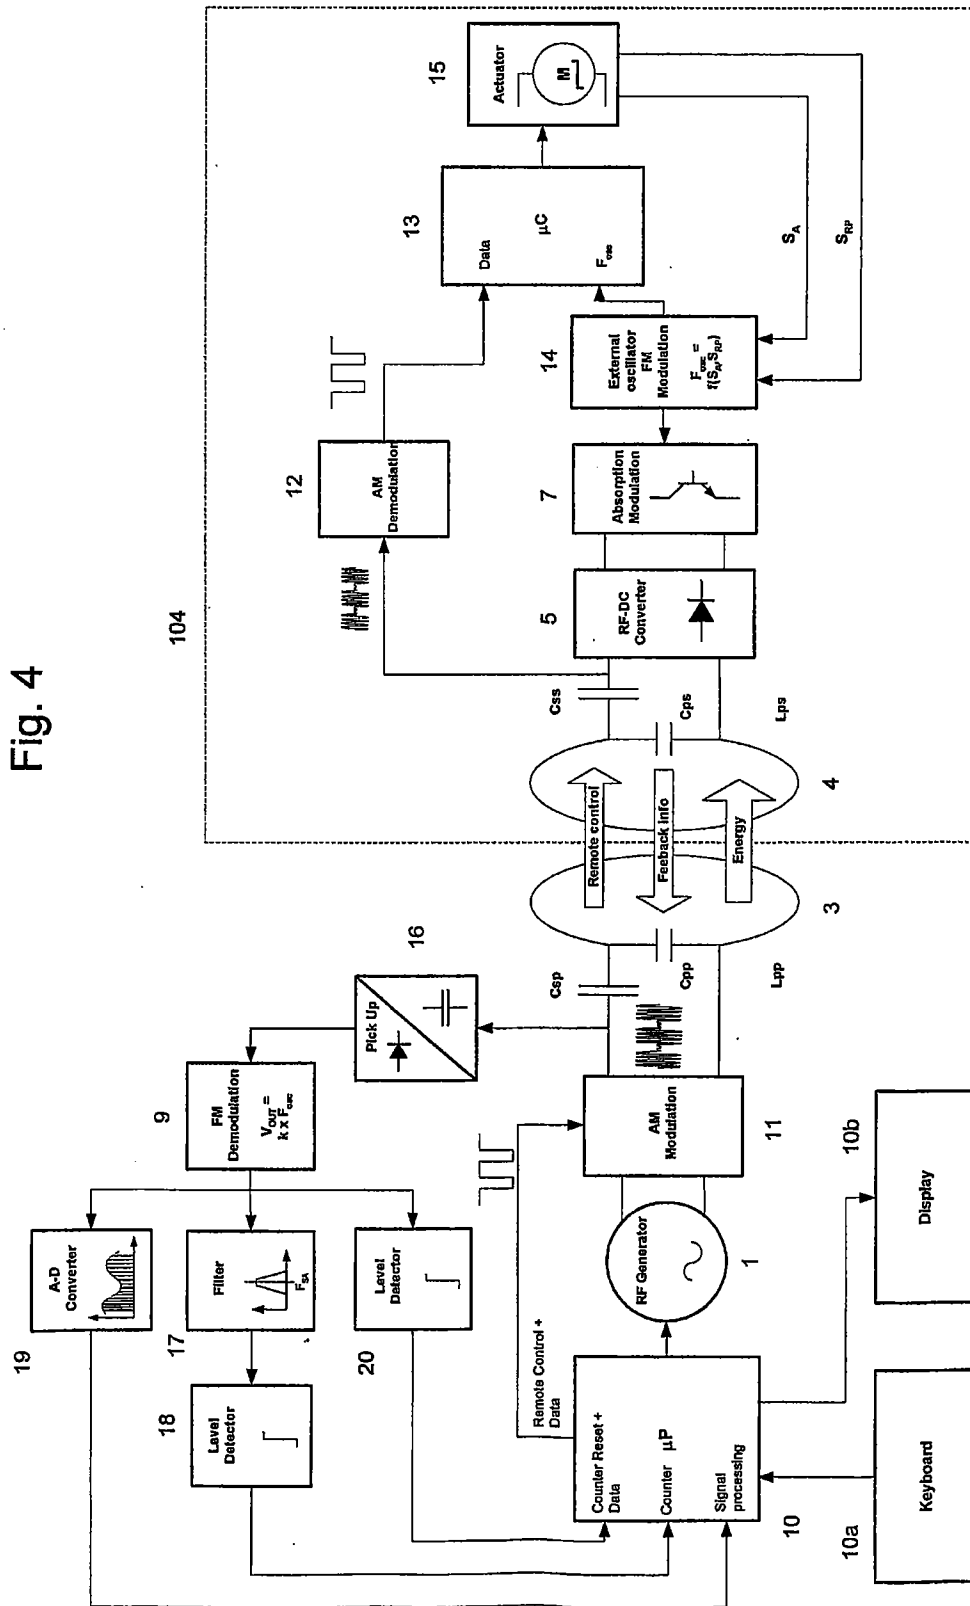 Fig. 4
104
19
A-D
Converter
17
Filter
F_SA
18
Level
Detector
20
Level
Detector
9
FM
Demodulation
V_OUT =
k x F_osc
16
Pick Up
Remote Control +
Data
10
Counter Reset +
Data
Counter
µP
Signal
processing
10a
Keyboard
10b
Display
1
RF Generator
11
AM
Modulation
Csp
Cpp
Lpp
3
Remote control
Feeback info
Energy
4
Css
Cps
Lps
5
RF-DC
Converter
7
Absorption
Modulation
12
AM
Demodulation
14
External
oscillator
FM
Modulation
F_osc =
f(S_A,S_RP)
13
Data
µC
F_osc
15
Actuator
M
S_A
S_RP